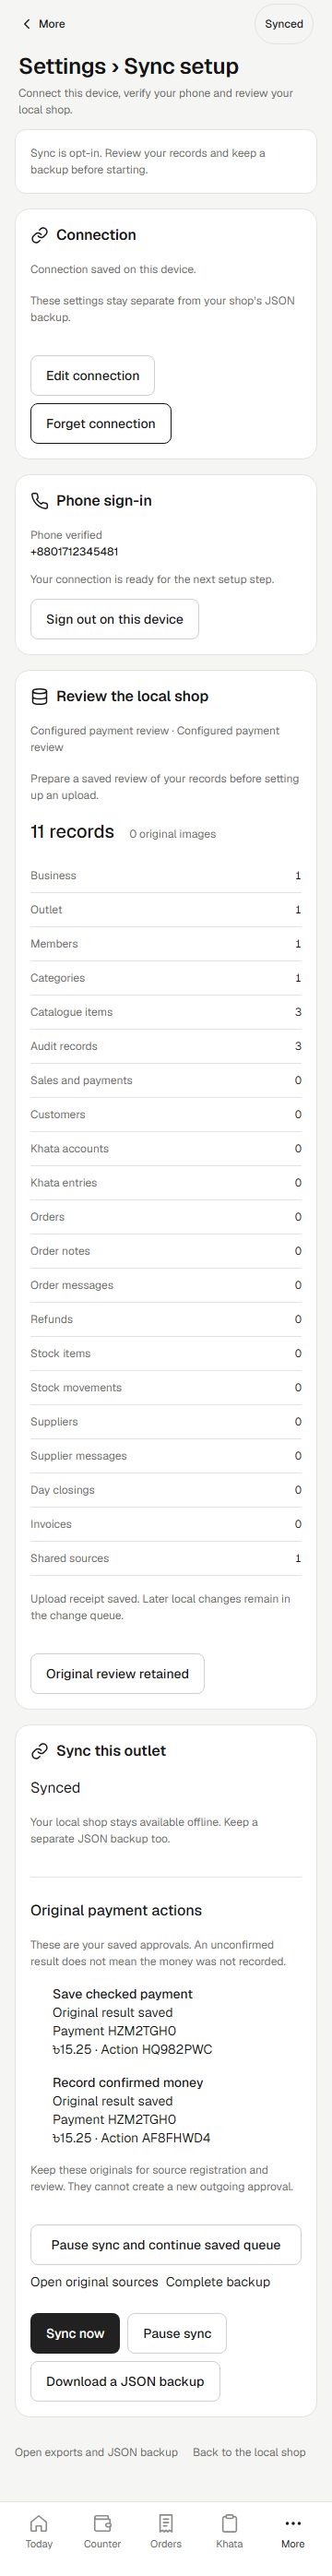 More
Synced
Settings › Sync setup
Connect this device, verify your phone and review your
local shop.
Sync is opt-in. Review your records and keep a
backup before starting.
Connection
Connection saved on this device.
These settings stay separate from your shop's JSON
backup.
Edit connection
Forget connection
Phone sign-in
Phone verified
+8801712345481
Your connection is ready for the next setup step.
Sign out on this device
Review the local shop
Configured payment review · Configured payment
review
Prepare a saved review of your records before setting
up an upload.
11 records 0 original images
Business 1
Outlet 1
Members 1
Categories 1
Catalogue items 3
Audit records 3
Sales and payments 0
Customers 0
Khata accounts 0
Khata entries 0
Orders 0
Order notes 0
Order messages 0
Refunds 0
Stock items 0
Stock movements 0
Suppliers 0
Supplier messages 0
Day closings 0
Invoices 0
Shared sources 1
Upload receipt saved. Later local changes remain in
the change queue.
Original review retained
Sync this outlet
Synced
Your local shop stays available offline. Keep a
separate JSON backup too.
Original payment actions
These are your saved approvals. An unconfirmed
result does not mean the money was not recorded.
Save checked payment
Original result saved
Payment HZM2TGH0
৳15.25 · Action HQ982PWC
Record confirmed money
Original result saved
Payment HZM2TGH0
৳15.25 · Action AF8FHWD4
Keep these originals for source registration and
review. They cannot create a new outgoing approval.
Pause sync and continue saved queue
Open original sources Complete backup
Sync now Pause sync
Download a JSON backup
Open exports and JSON backup Back to the local shop
Today Counter Orders Khata More